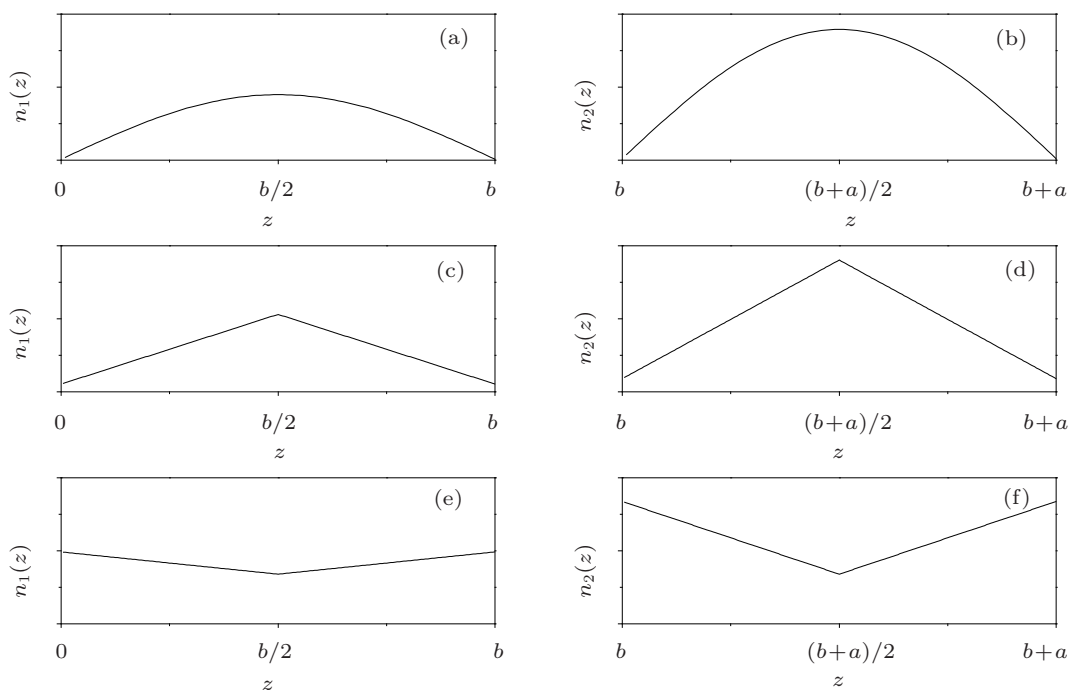 (a)
n₁(z)
0 b/2 b
z
(b)
n₂(z)
b (b+a)/2 b+a
z
(c)
n₁(z)
0 b/2 b
z
(d)
n₂(z)
b (b+a)/2 b+a
z
(e)
n₁(z)
0 b/2 b
z
(f)
n₂(z)
b (b+a)/2 b+a
z